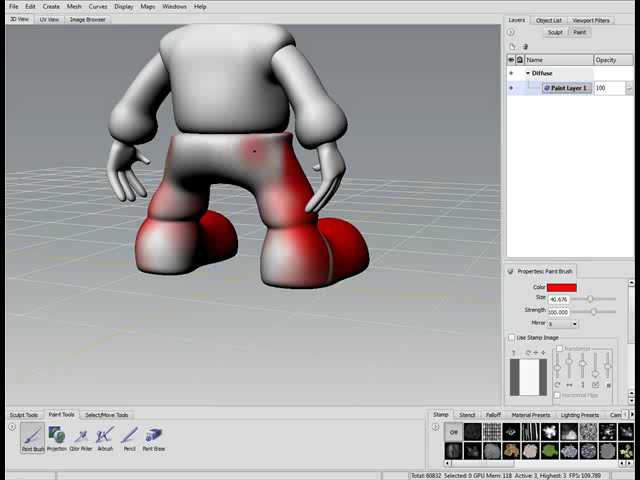 File Edit Create Mesh Curves Display Maps Windows Help
3D View UV View Image Browser
Layers Object List Viewport Filters
Sculpt Paint
Name Opacity
Diffuse
Paint Layer 1 100
Properties: Paint Brush
Color
Size 40.676
Strength 100.000
Mirror X
Use Stamp Image
Randomize
Horizontal Flips
Sculpt Tools Paint Tools Select/Move Tools
Stamp Stencil Falloff Material Presets Lighting Presets Cam
Off
Paint Brush Projection Color Picker Airbrush Pencil Paint Erase
Total: 60832 Selected: 0 GPU Mem: 118 Active: 3, Highest: 3 FPS: 109.789